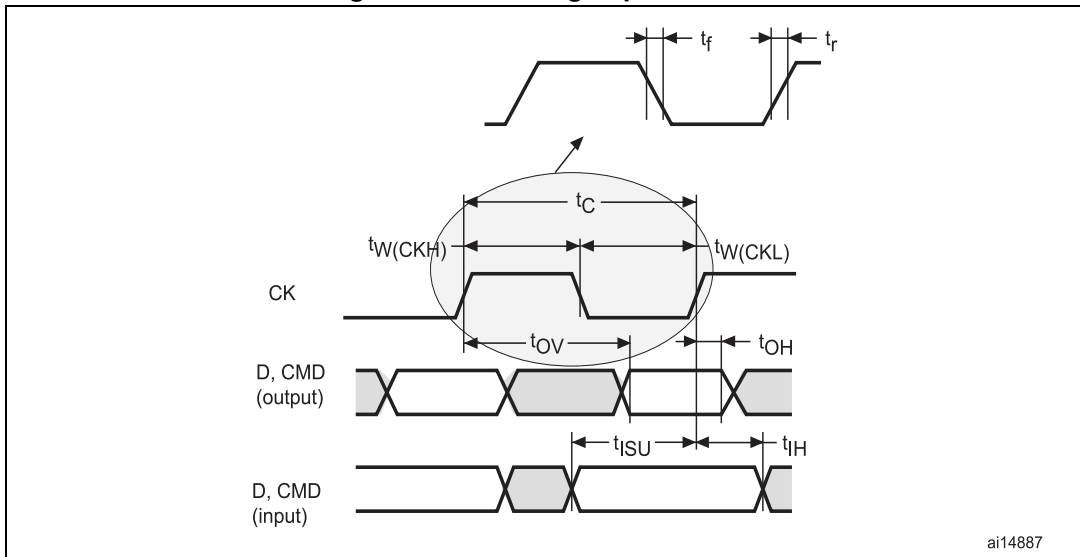 tf
tr
tC
tW(CKH)
tW(CKL)
CK
tOV
tOH
D, CMD
(output)
tISU
tIH
D, CMD
(input)
ai14887